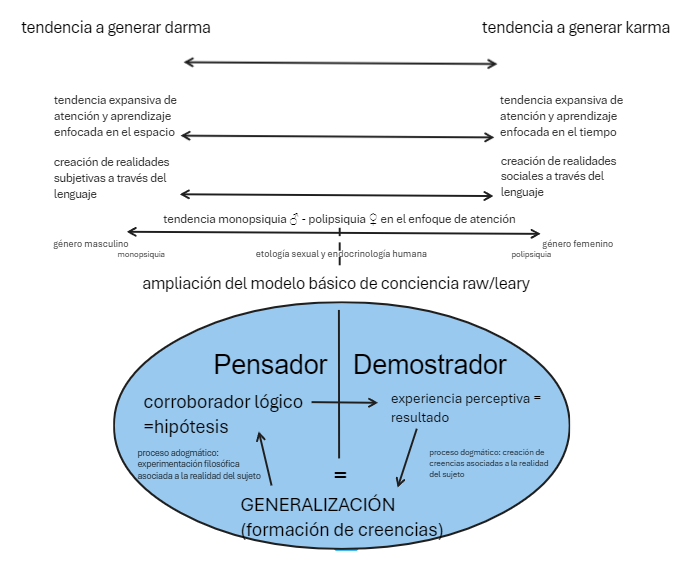 tendencia a generar darma
tendencia a generar karma
tendencia expansiva de
atención y aprendizaje
enfocada en el espacio
tendencia expansiva de
atención y aprendizaje
enfocada en el tiempo
creación de realidades
subjetivas a través del
lenguaje
creación de realidades
sociales a través del
lenguaje
tendencia monopsiquia ♂ - polipsiquia ♀ en el enfoque de atención
género masculino
género femenino
monopsiquia
etología sexual y endocrinología humana
polipsiquia
ampliación del modelo básico de conciencia raw/leary
Pensador
Demostrador
corroborador lógico
=hipótesis
experiencia perceptiva =
resultado
proceso adogmático:
experimentación filosófica
asociada a la realidad del sujeto
proceso dogmático: creación de
creencias asociadas a la realidad
del sujeto
=
GENERALIZACIÓN
(formación de creencias)